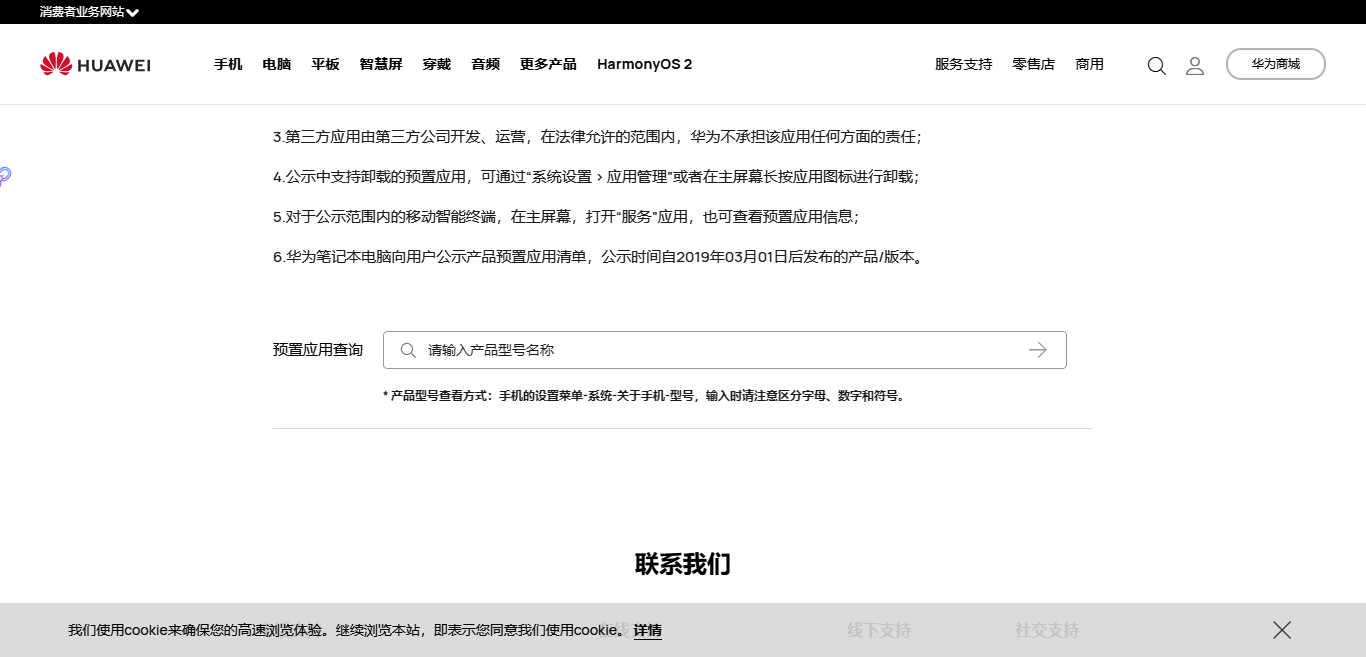 消费者业务网站
HUAWEI 手机 电脑 平板 智慧屏 穿戴 音频 更多产品 HarmonyOS 2 服务支持 零售店 商用 华为商城
3.第三方应用由第三方公司开发、运营，在法律允许的范围内，华为不承担该应用任何方面的责任；
4.公示中支持卸载的预置应用，可通过“系统设置 > 应用管理”或者在主屏幕长按应用图标进行卸载；
5.对于公示范围内的移动智能终端，在主屏幕，打开“服务”应用，也可查看预置应用信息；
6.华为笔记本电脑向用户公示产品预置应用清单，公示时间自2019年03月01日后发布的产品/版本。
预置应用查询 请输入产品型号名称
* 产品型号查看方式：手机的设置菜单-系统-关于手机-型号，输入时请注意区分字母、数字和符号。
联系我们
我们使用cookie来确保您的高速浏览体验。继续浏览本站，即表示您同意我们使用cookie。 详情 线下支持 社交支持